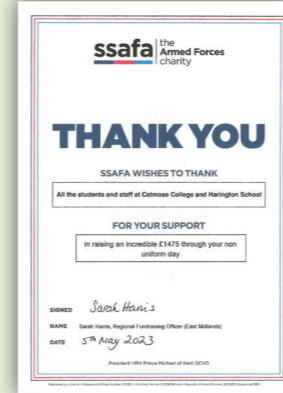 ssafa the
Armed Forces
charity
THANK YOU
SSAFA WISHES TO THANK
All the students and staff at Catmose College and Harington School
FOR YOUR SUPPORT
in raising an incredible £1475 through your non
uniform day
SIGNED Sarah Harris
NAME Sarah Harris, Regional Fundraising Officer (East Midlands)
DATE 5th May 2023
President HRH Prince Michael of Kent GCVO